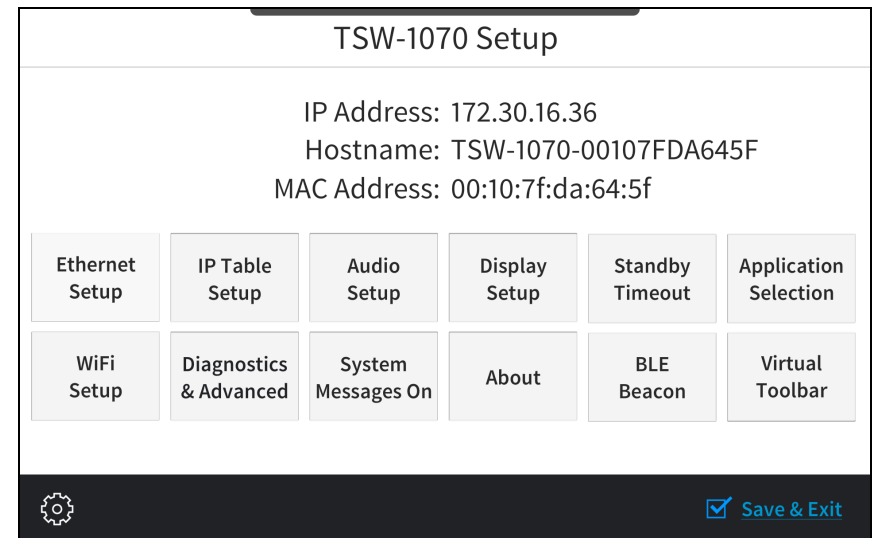 TSW-1070 Setup
IP Address: 172.30.16.36
Hostname: TSW-1070-00107FDA645F
MAC Address: 00:10:7f:da:64:5f
Ethernet Setup
IP Table Setup
Audio Setup
Display Setup
Standby Timeout
Application Selection
WiFi Setup
Diagnostics & Advanced
System Messages On
About
BLE Beacon
Virtual Toolbar
Save & Exit